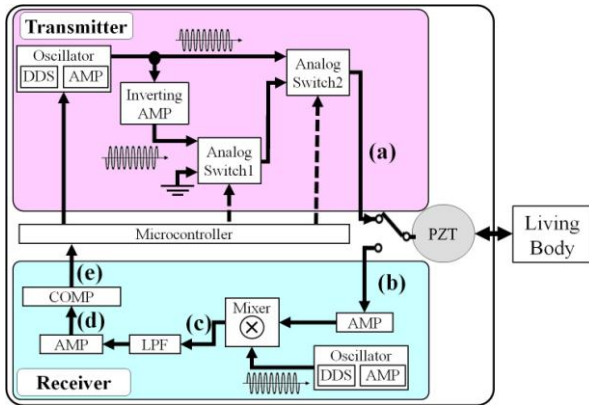 Transmitter
Oscillator
DDS
AMP
Inverting
AMP
Analog
Switch1
Analog
Switch2
(a)
Microcontroller
PZT
Living
Body
(e)
COMP
(d)
AMP
LPF
(c)
Mixer
(b)
AMP
Oscillator
DDS
AMP
Receiver